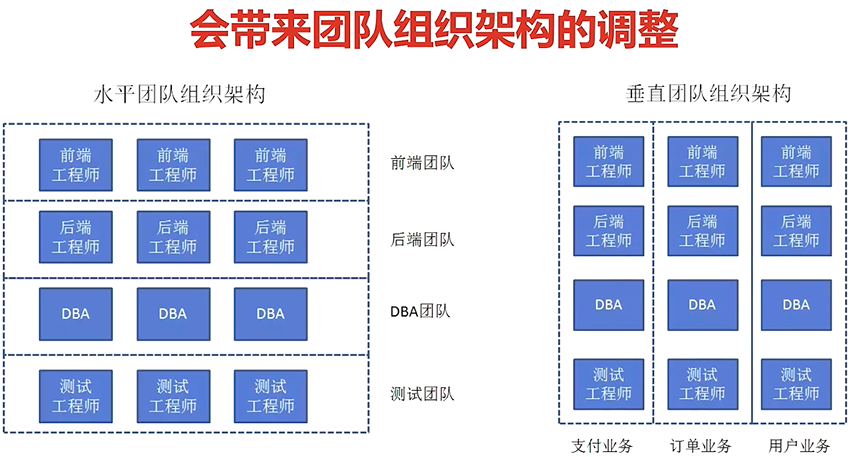 会带来团队组织架构的调整
水平团队组织架构
前端
工程师
前端
工程师
前端
工程师
前端团队
后端
工程师
后端
工程师
后端
工程师
后端团队
DBA
DBA
DBA
DBA团队
测试
工程师
测试
工程师
测试
工程师
测试团队
垂直团队组织架构
前端
工程师
前端
工程师
前端
工程师
后端
工程师
后端
工程师
后端
工程师
DBA
DBA
DBA
测试
工程师
测试
工程师
测试
工程师
支付业务
订单业务
用户业务